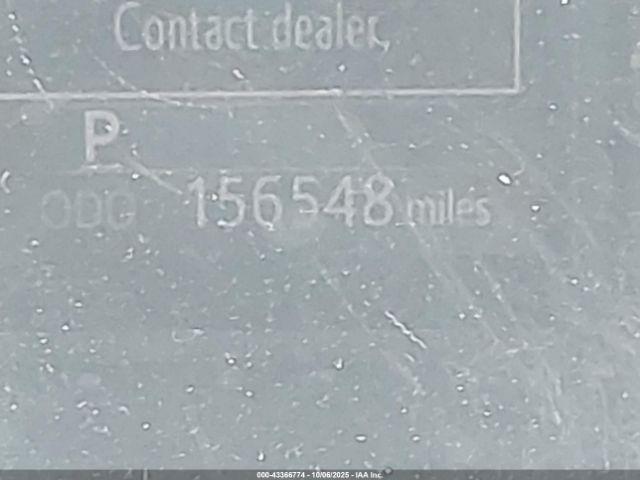 Contact dealer.
P
ODO 156548 miles
000-43366774 - 10/06/2025 - IAA Inc.